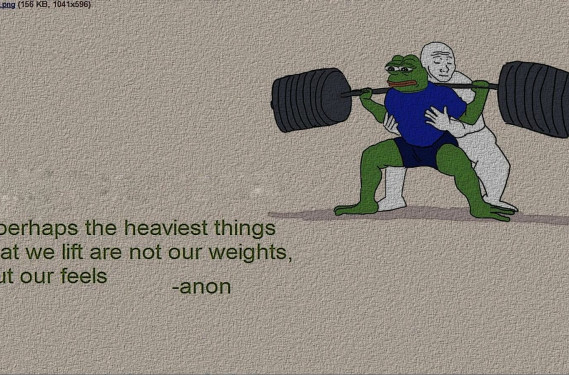 .png (156 KB, 1041x596)
perhaps the heaviest things
at we lift are not our weights,
ut our feels
-anon